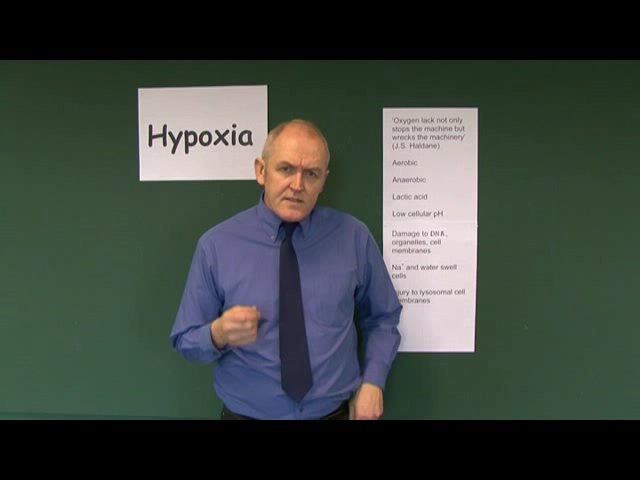 Hypoxia
'Oxygen lack not only
stops the machine but
wrecks the machinery'
(J.S. Haldane)
Aerobic
Anaerobic
Lactic acid
Low cellular pH
Damage to DNA,
organelles, cell
membranes
Na⁺ and water swell
cells
injury to lysosomal cell
membranes